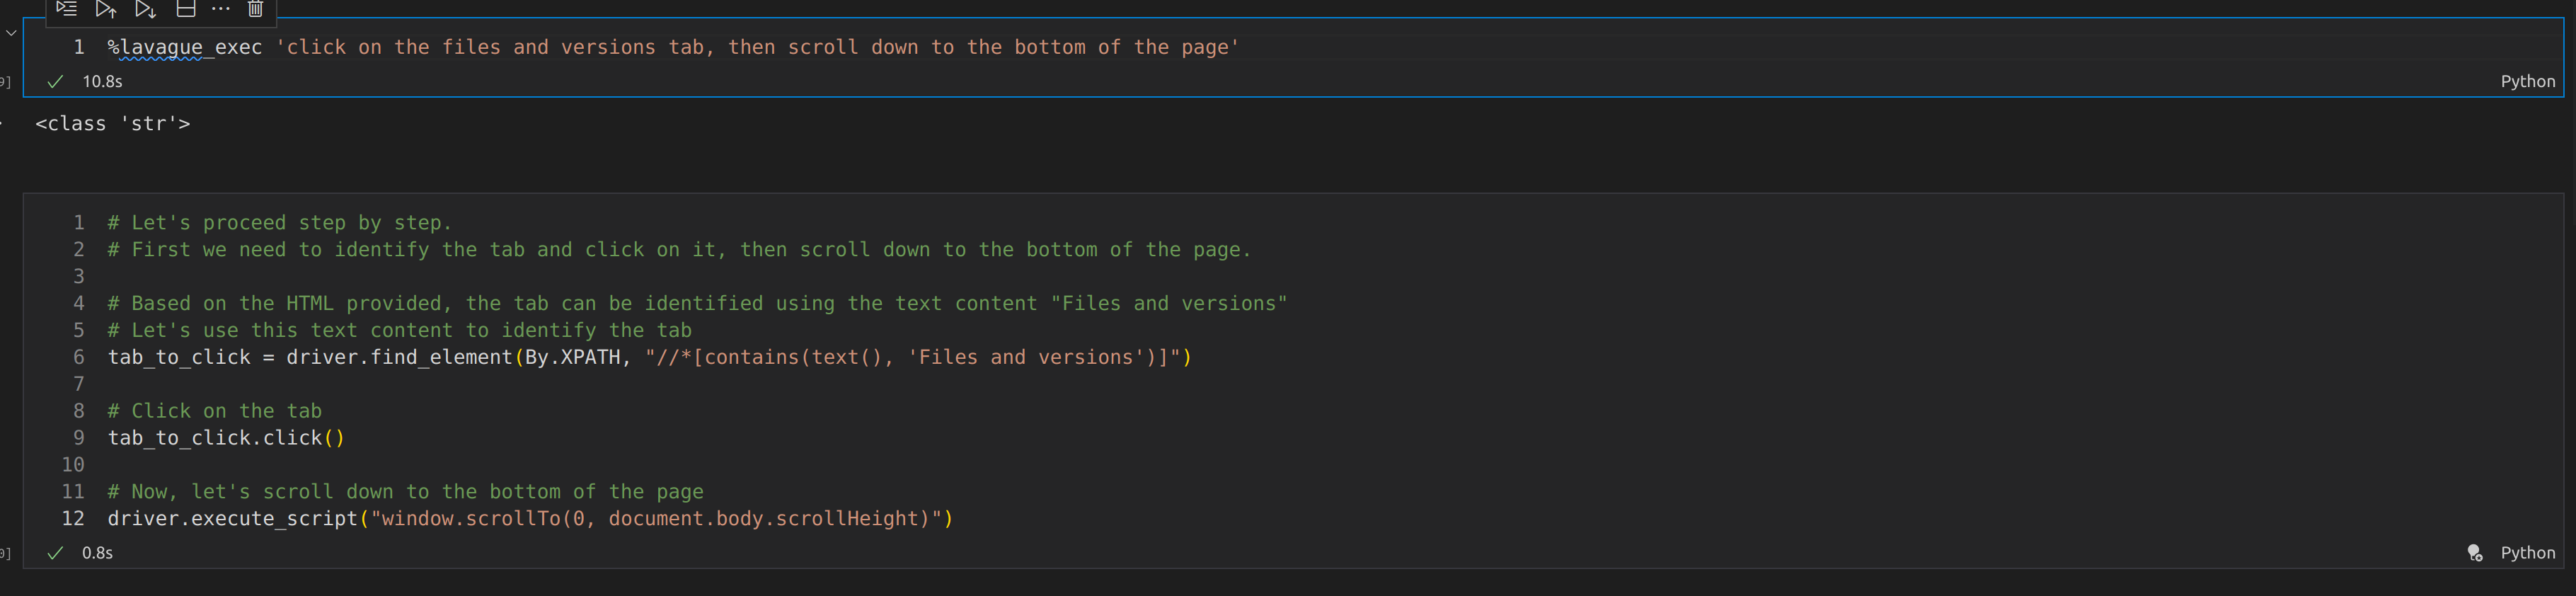 1 %lavague_exec 'click on the files and versions tab, then scroll down to the bottom of the page'
9] 10.8s Python
<class 'str'>
1 # Let's proceed step by step.
2 # First we need to identify the tab and click on it, then scroll down to the bottom of the page.
3
4 # Based on the HTML provided, the tab can be identified using the text content "Files and versions"
5 # Let's use this text content to identify the tab
6 tab_to_click = driver.find_element(By.XPATH, "//*[contains(text(), 'Files and versions')]")
7
8 # Click on the tab
9 tab_to_click.click()
10
11 # Now, let's scroll down to the bottom of the page
12 driver.execute_script("window.scrollTo(0, document.body.scrollHeight)")
0] 0.8s Python